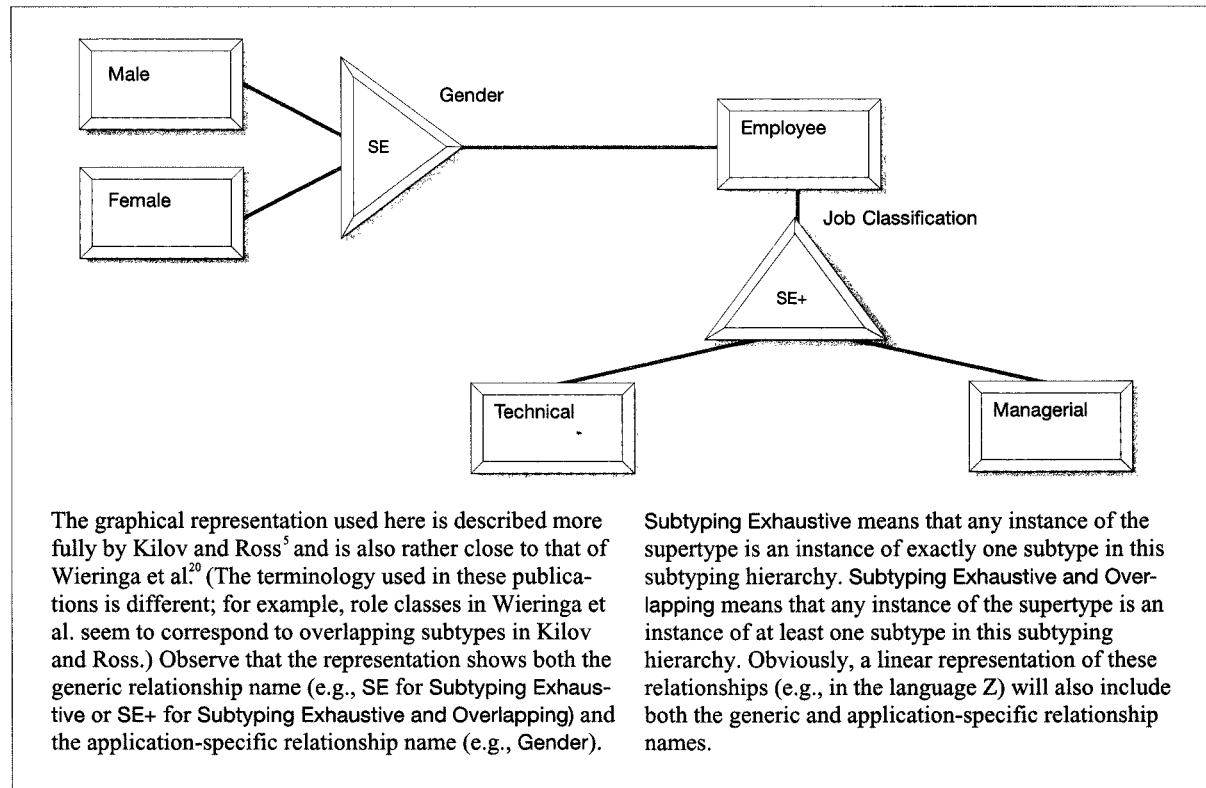 Male
Gender
SE
Employee
Female
Job Classification
SE+
Technical
Managerial
The graphical representation used here is described more
fully by Kilov and Ross5 and is also rather close to that of
Wieringa et al.20 (The terminology used in these publica-
tions is different; for example, role classes in Wieringa et
al. seem to correspond to overlapping subtypes in Kilov
and Ross.) Observe that the representation shows both the
generic relationship name (e.g., SE for Subtyping Exhaus-
tive or SE+ for Subtyping Exhaustive and Overlapping) and
the application-specific relationship name (e.g., Gender).
Subtyping Exhaustive means that any instance of the
supertype is an instance of exactly one subtype in this
subtyping hierarchy. Subtyping Exhaustive and Over-
lapping means that any instance of the supertype is an
instance of at least one subtype in this subtyping
hierarchy. Obviously, a linear representation of these
relationships (e.g., in the language Z) will also include
both the generic and application-specific relationship
names.